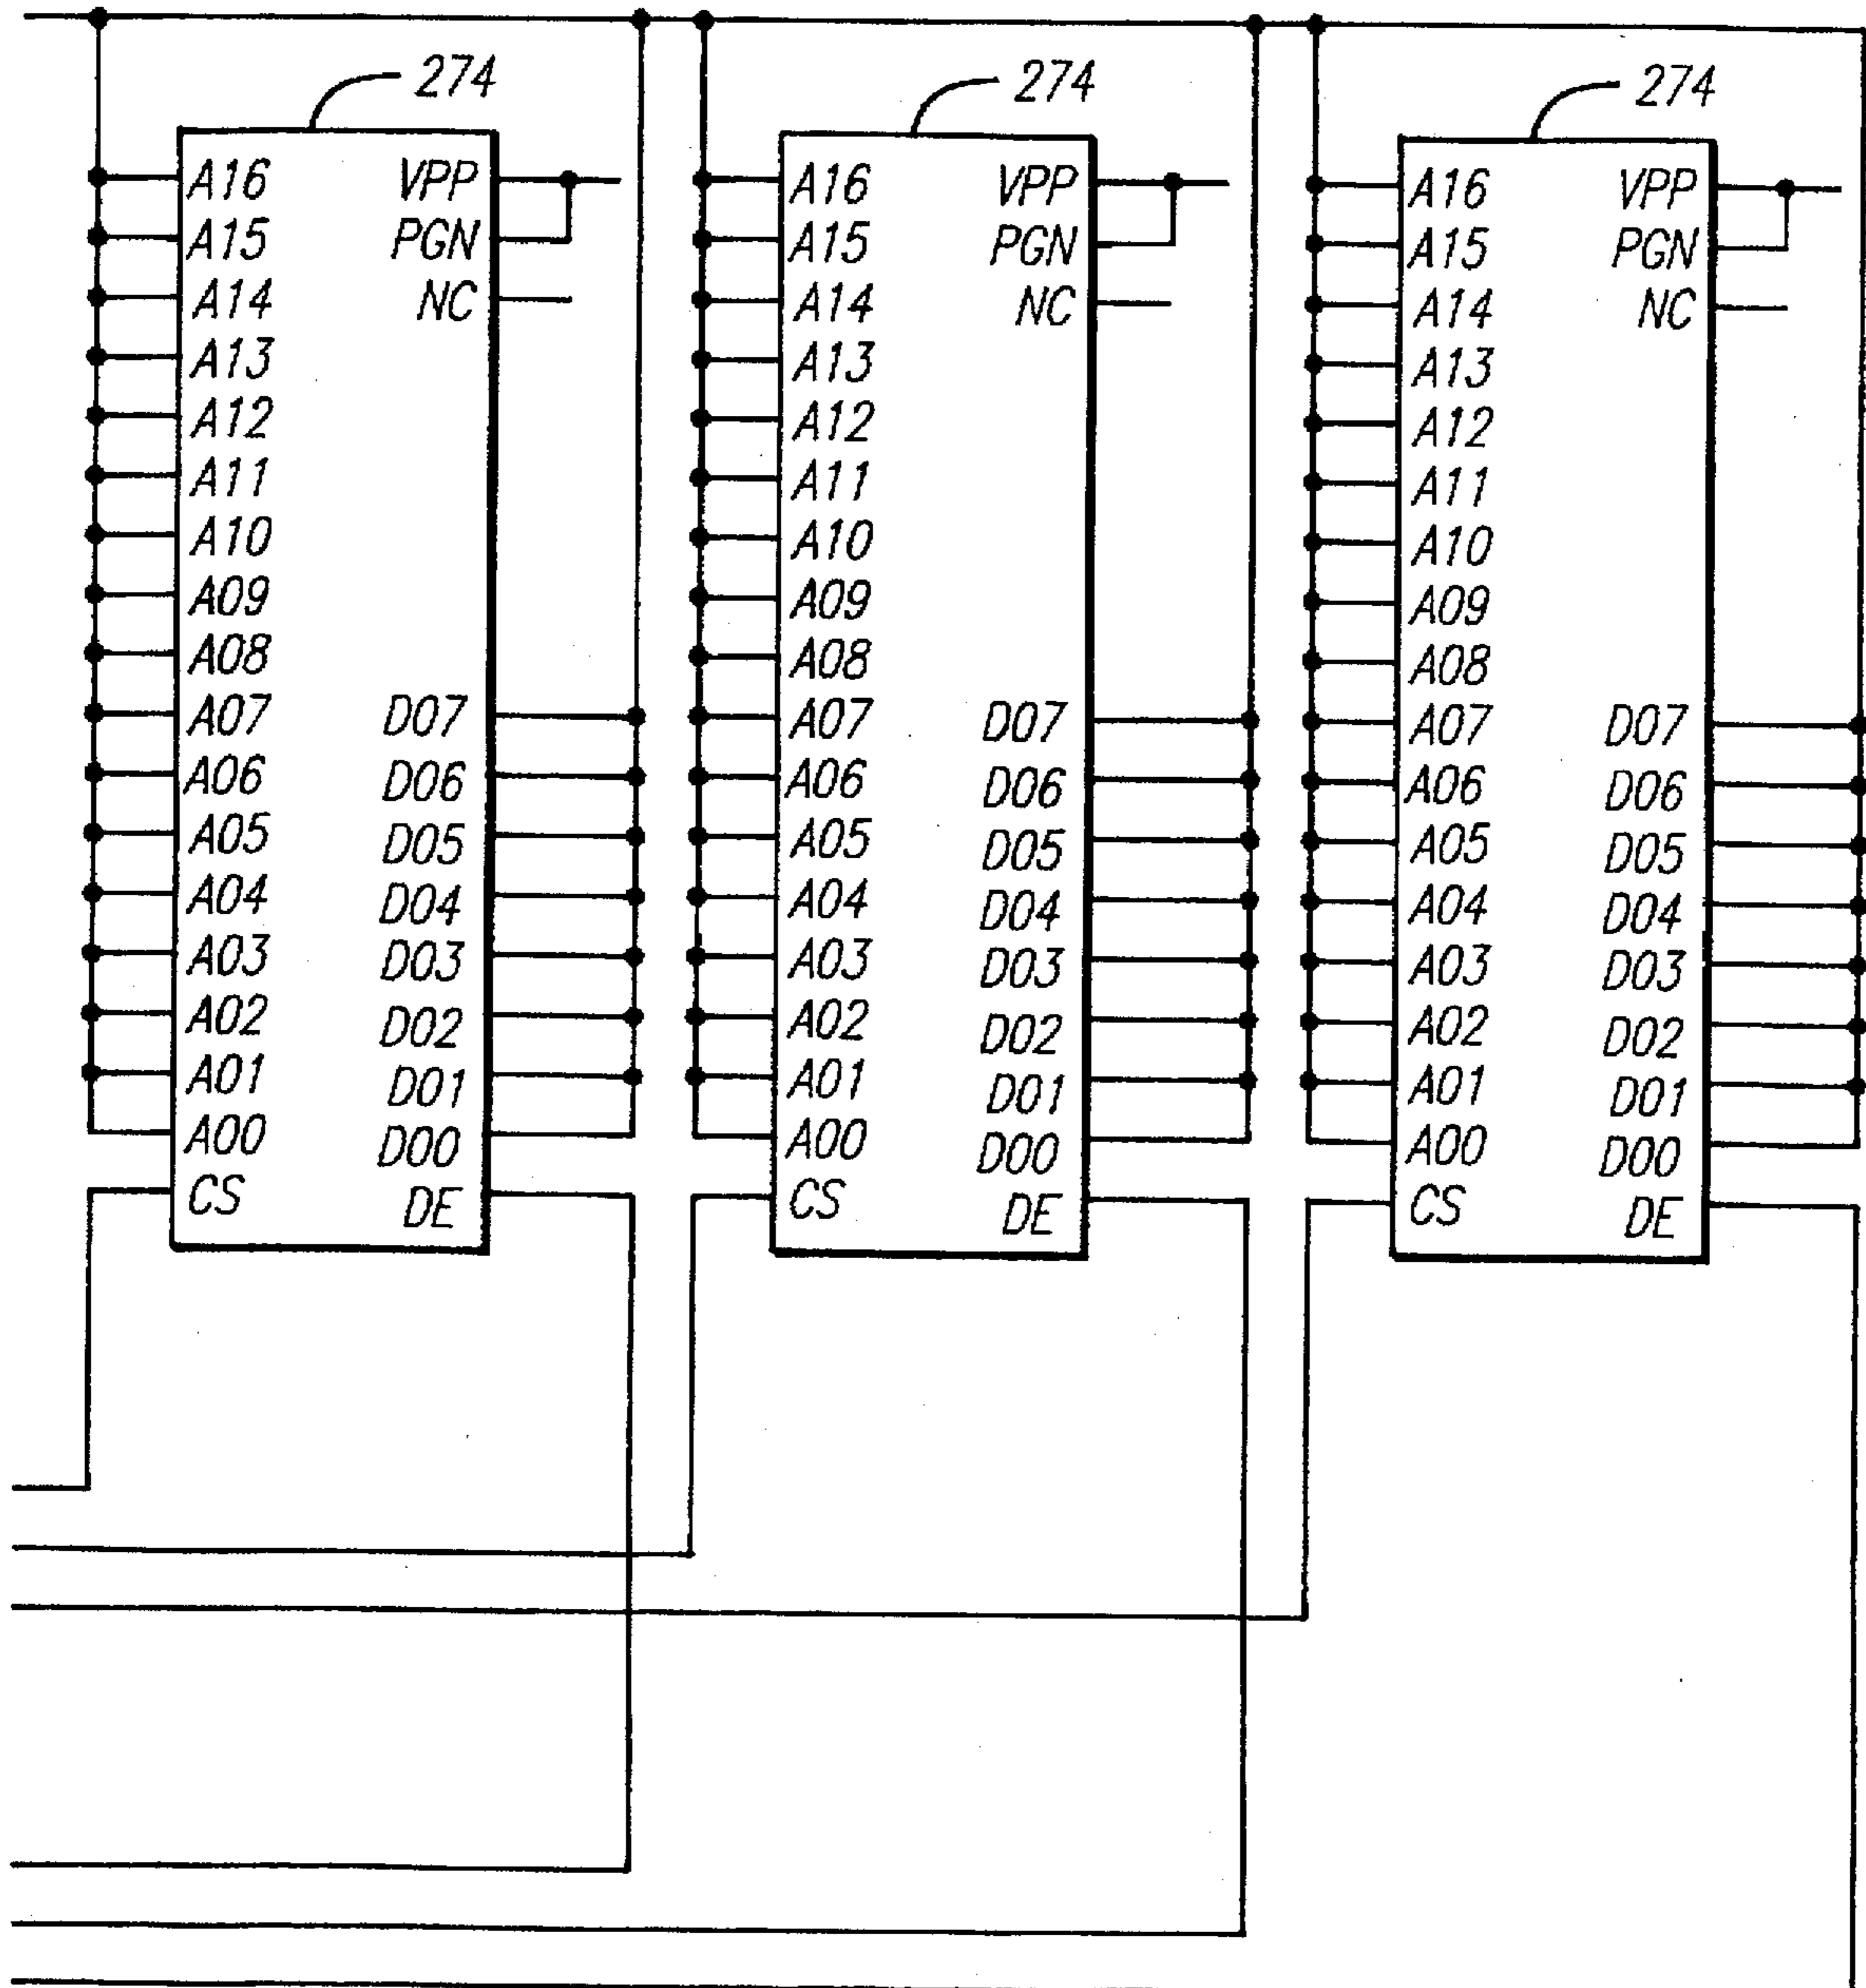 274 274 274
A16 VPP A16 VPP A16 VPP
A15 PGN A15 PGN A15 PGN
A14 NC A14 NC A14 NC
A13 A13 A13
A12 A12 A12
A11 A11 A11
A10 A10 A10
A09 A09 A09
A08 A08 A08
A07 D07 A07 D07 A07 D07
A06 D06 A06 D06 A06 D06
A05 D05 A05 D05 A05 D05
A04 D04 A04 D04 A04 D04
A03 D03 A03 D03 A03 D03
A02 D02 A02 D02 A02 D02
A01 D01 A01 D01 A01 D01
A00 D00 A00 D00 A00 D00
CS DE CS DE CS DE